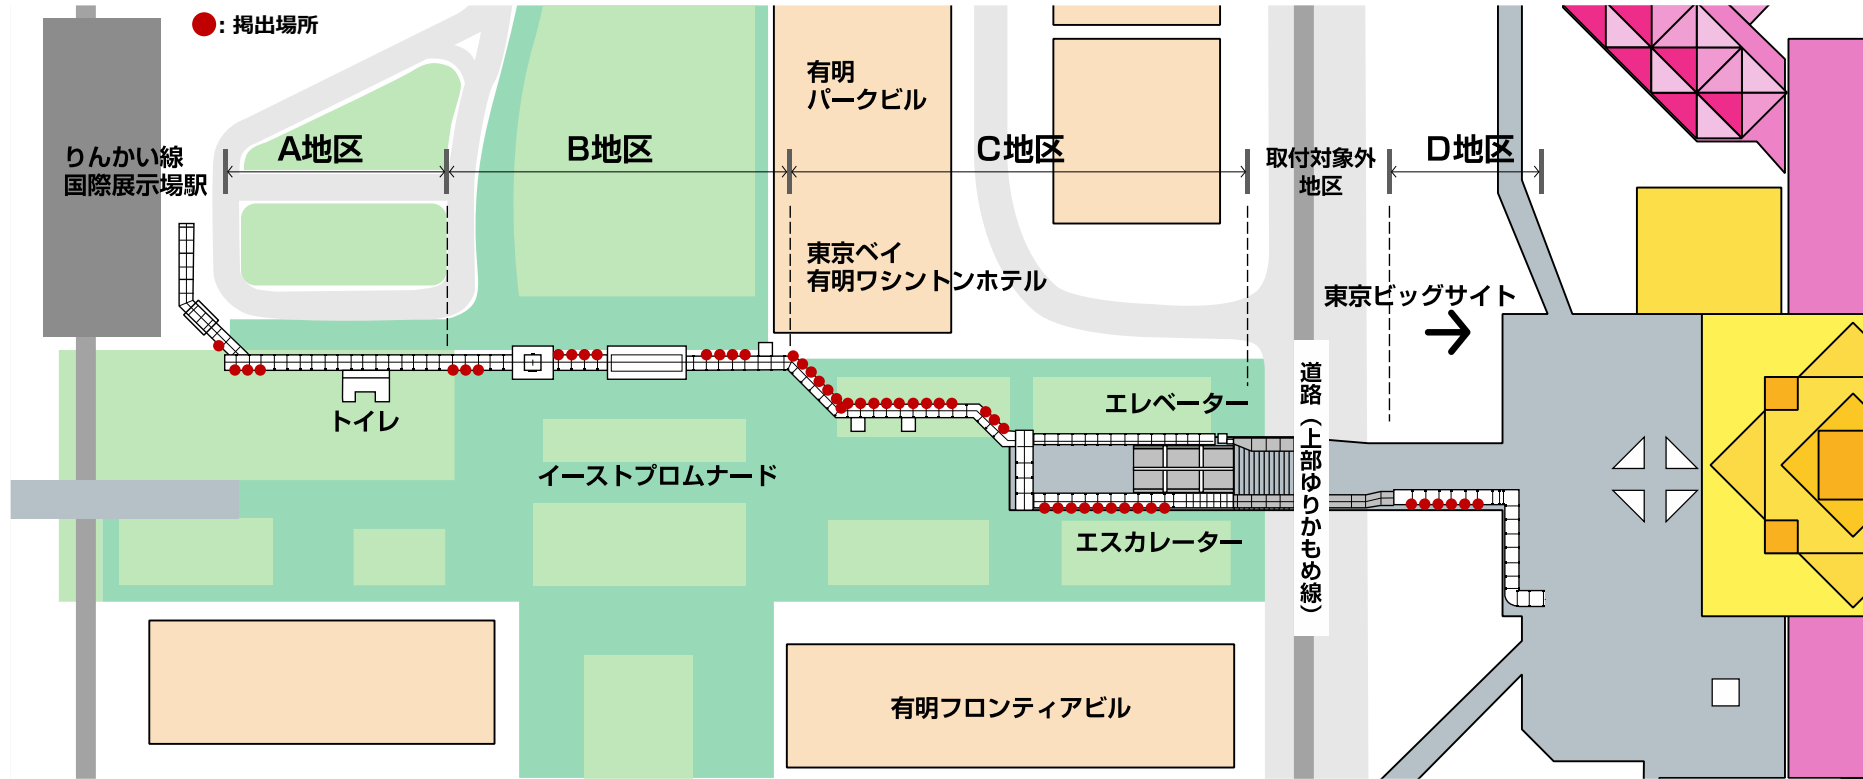 ：掲出場所
有明
パークビル
A地区
B地区
C地区
D地区
りんかい線
国際展示場駅
取付対象外
地区
東京ベイ
有明ワシントンホテル
東京ビッグサイト
トイレ
エレベーター
道路（上部ゆりかもめ線）
イーストプロムナード
エスカレーター
有明フロンティアビル